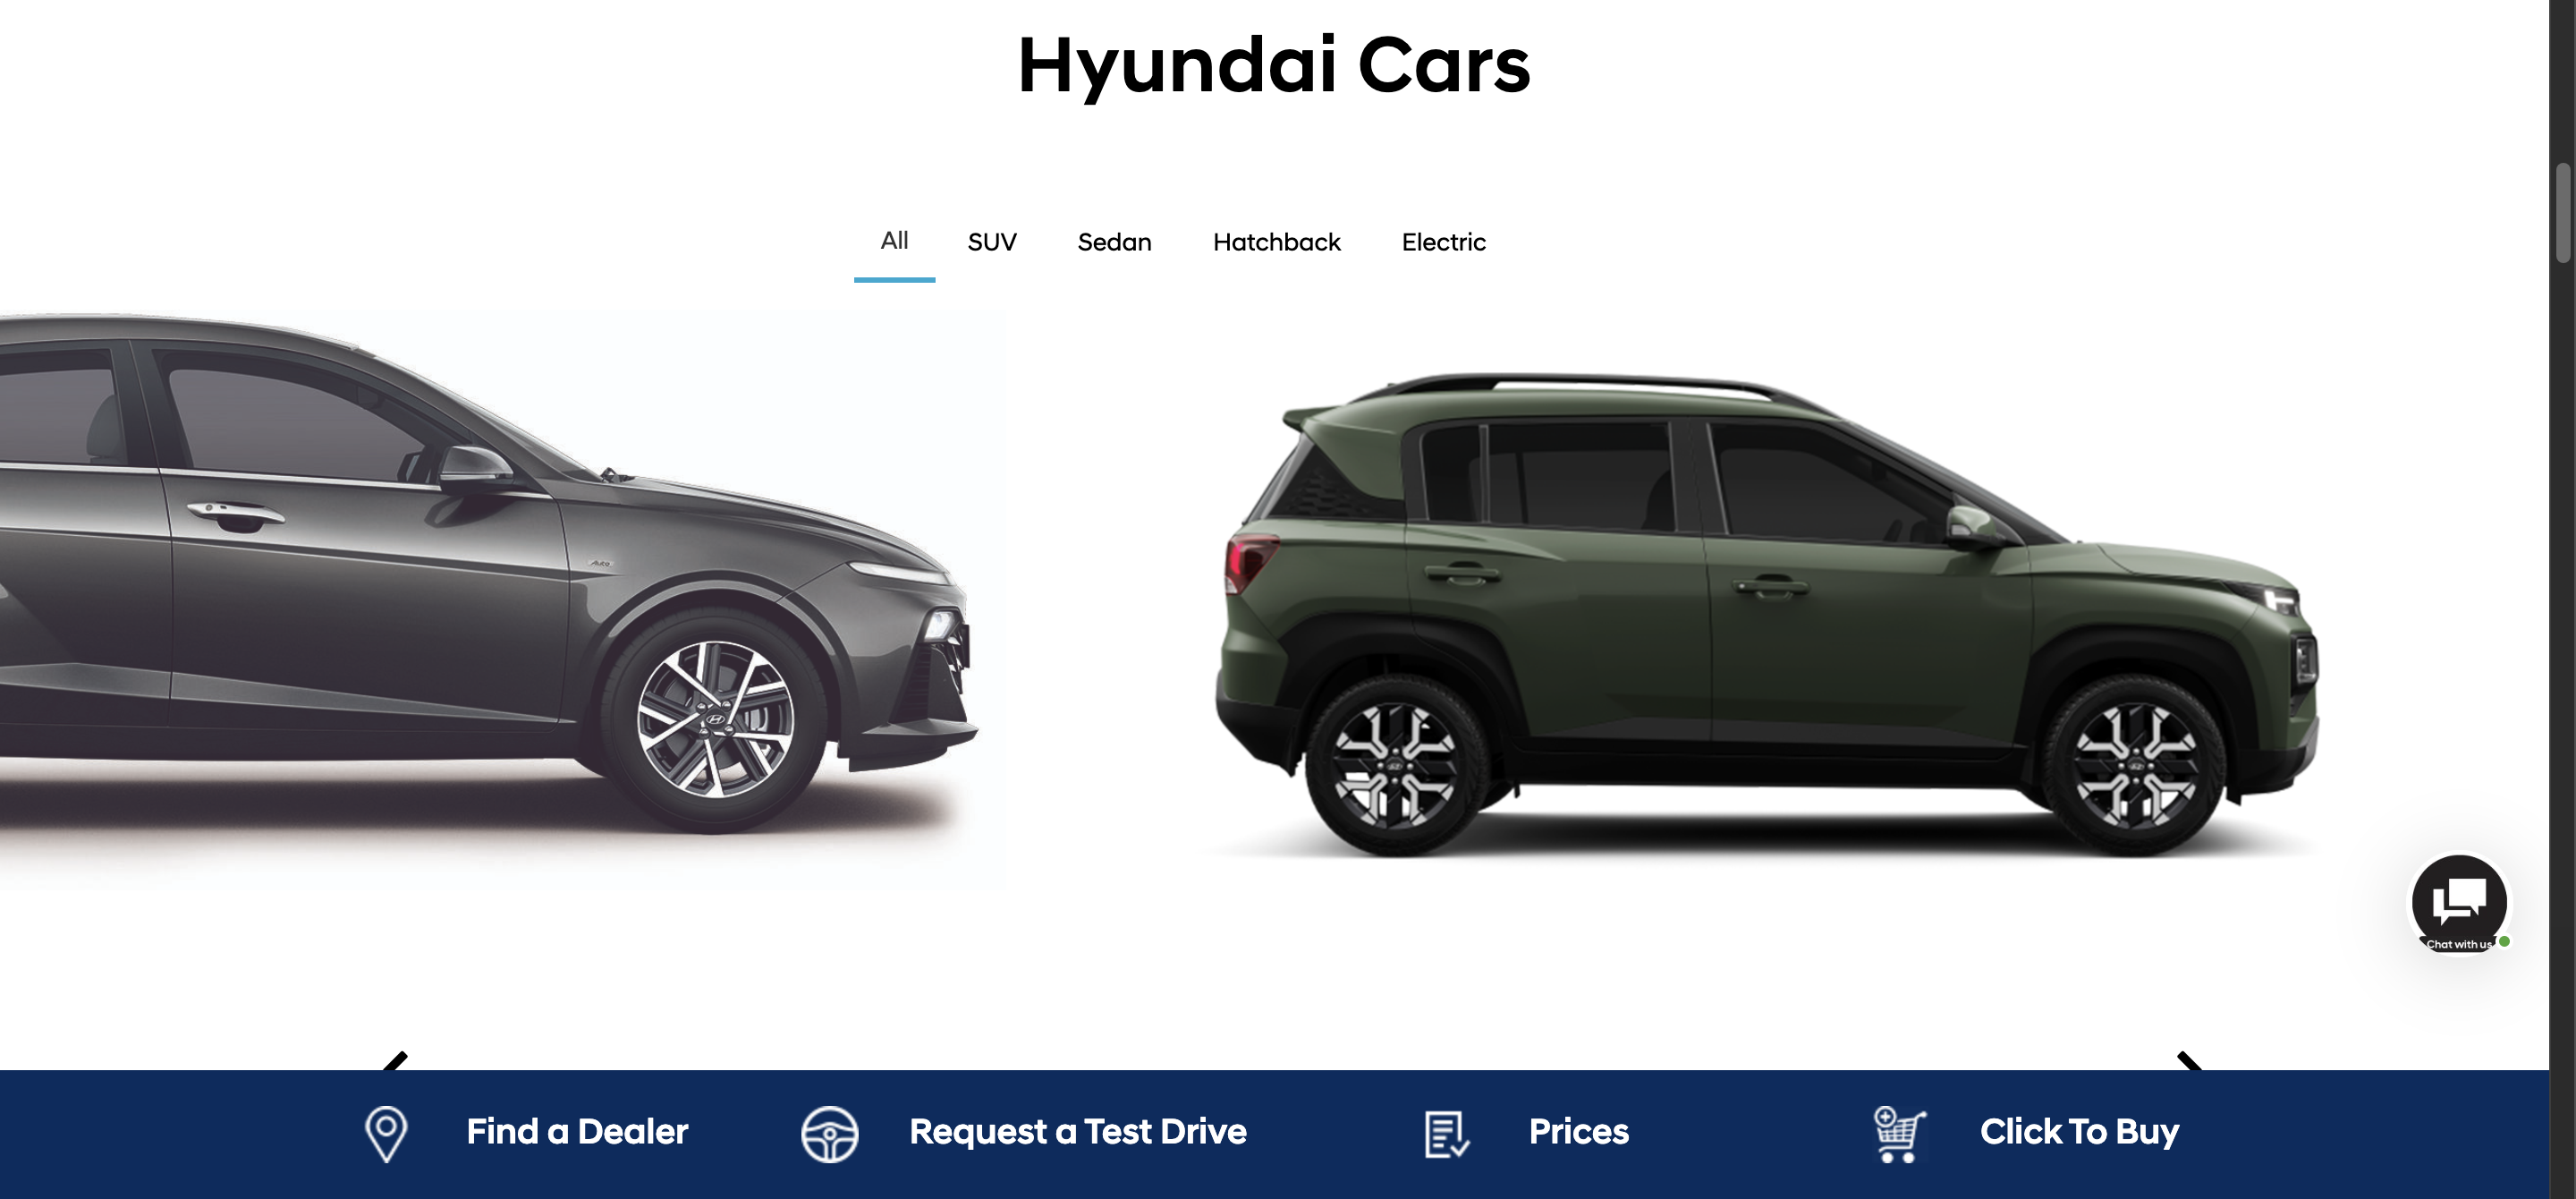 Hyundai Cars
All SUV Sedan Hatchback Electric
Auto
Chat with us
Find a Dealer Request a Test Drive Prices Click To Buy